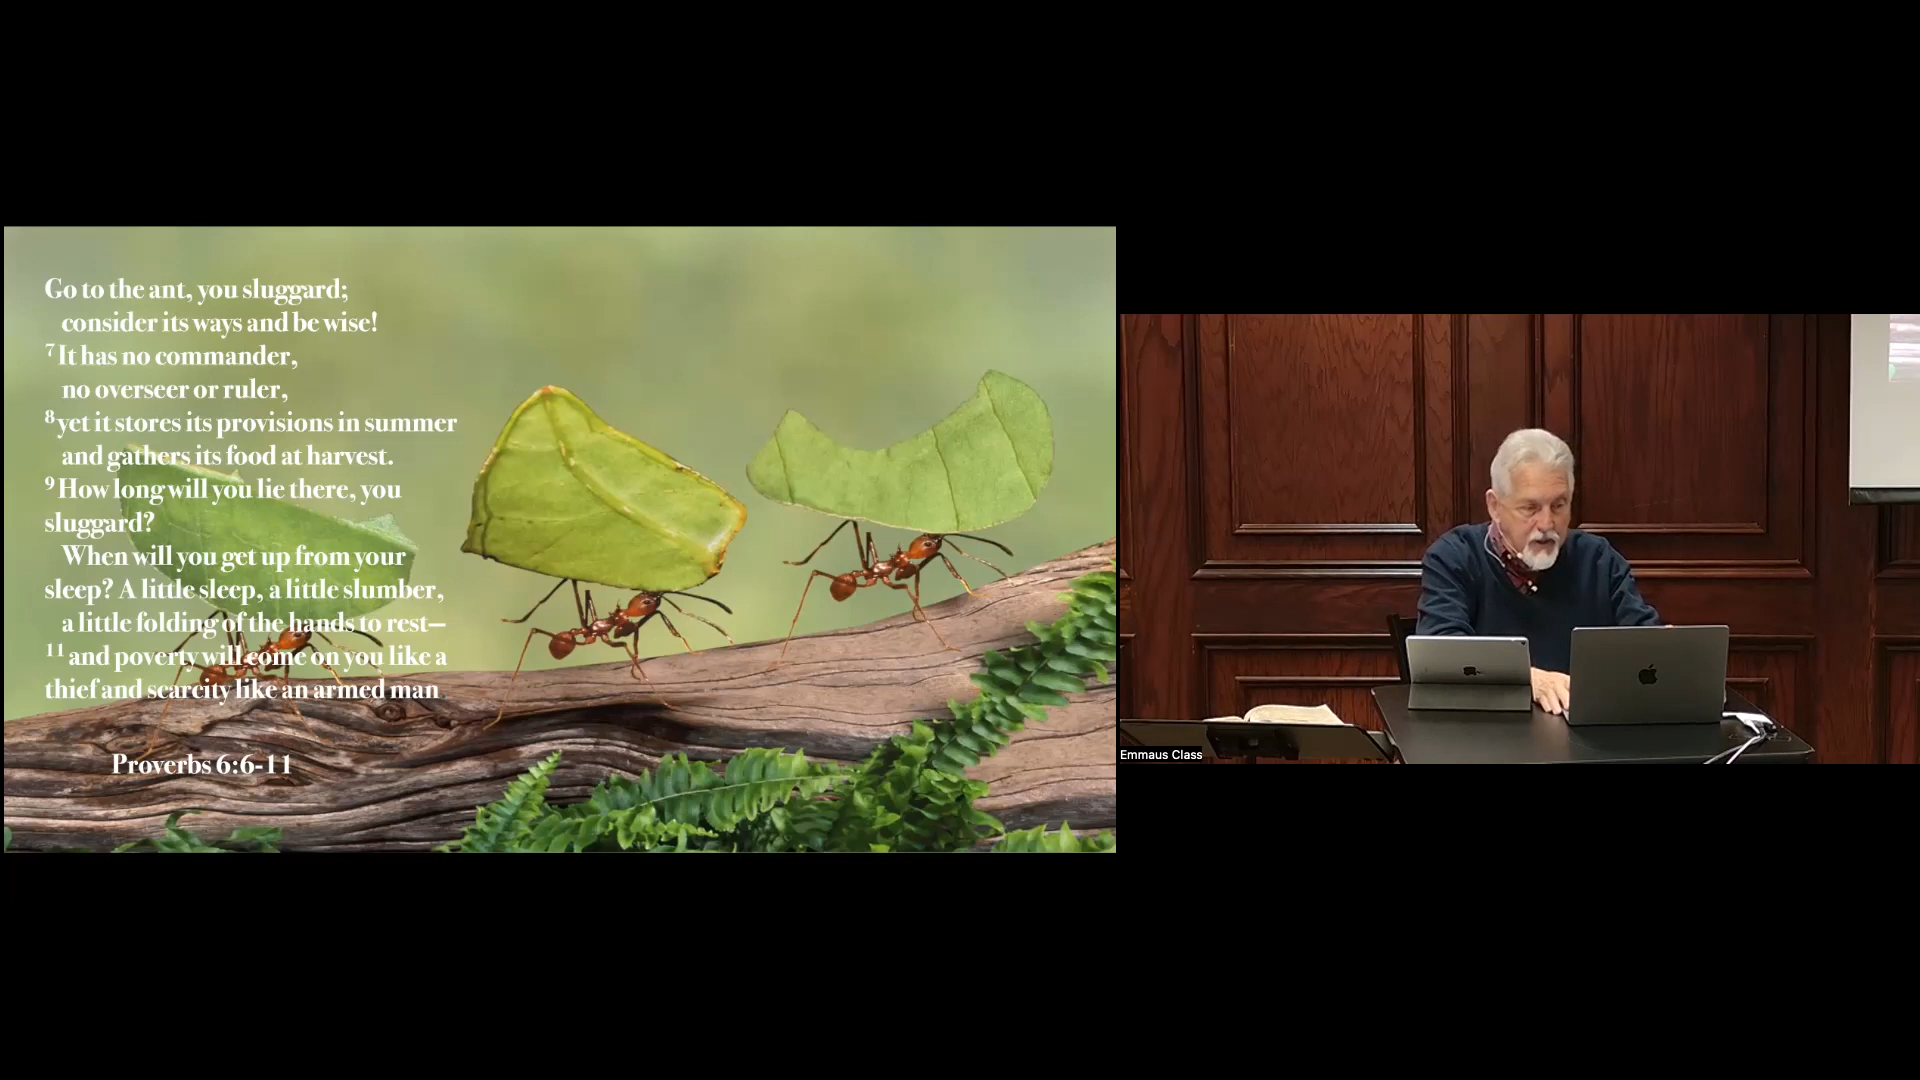 Go to the ant, you sluggard;
consider its ways and be wise!
7 It has no commander,
no overseer or ruler,
8 yet it stores its provisions in summer
and gathers its food at harvest.
9 How long will you lie there, you
sluggard?
When will you get up from your
sleep? A little sleep, a little slumber,
a little folding of the hands to rest—
11 and poverty will come on you like a
thief and scarcity like an armed man
Proverbs 6:6-11
Emmaus Class